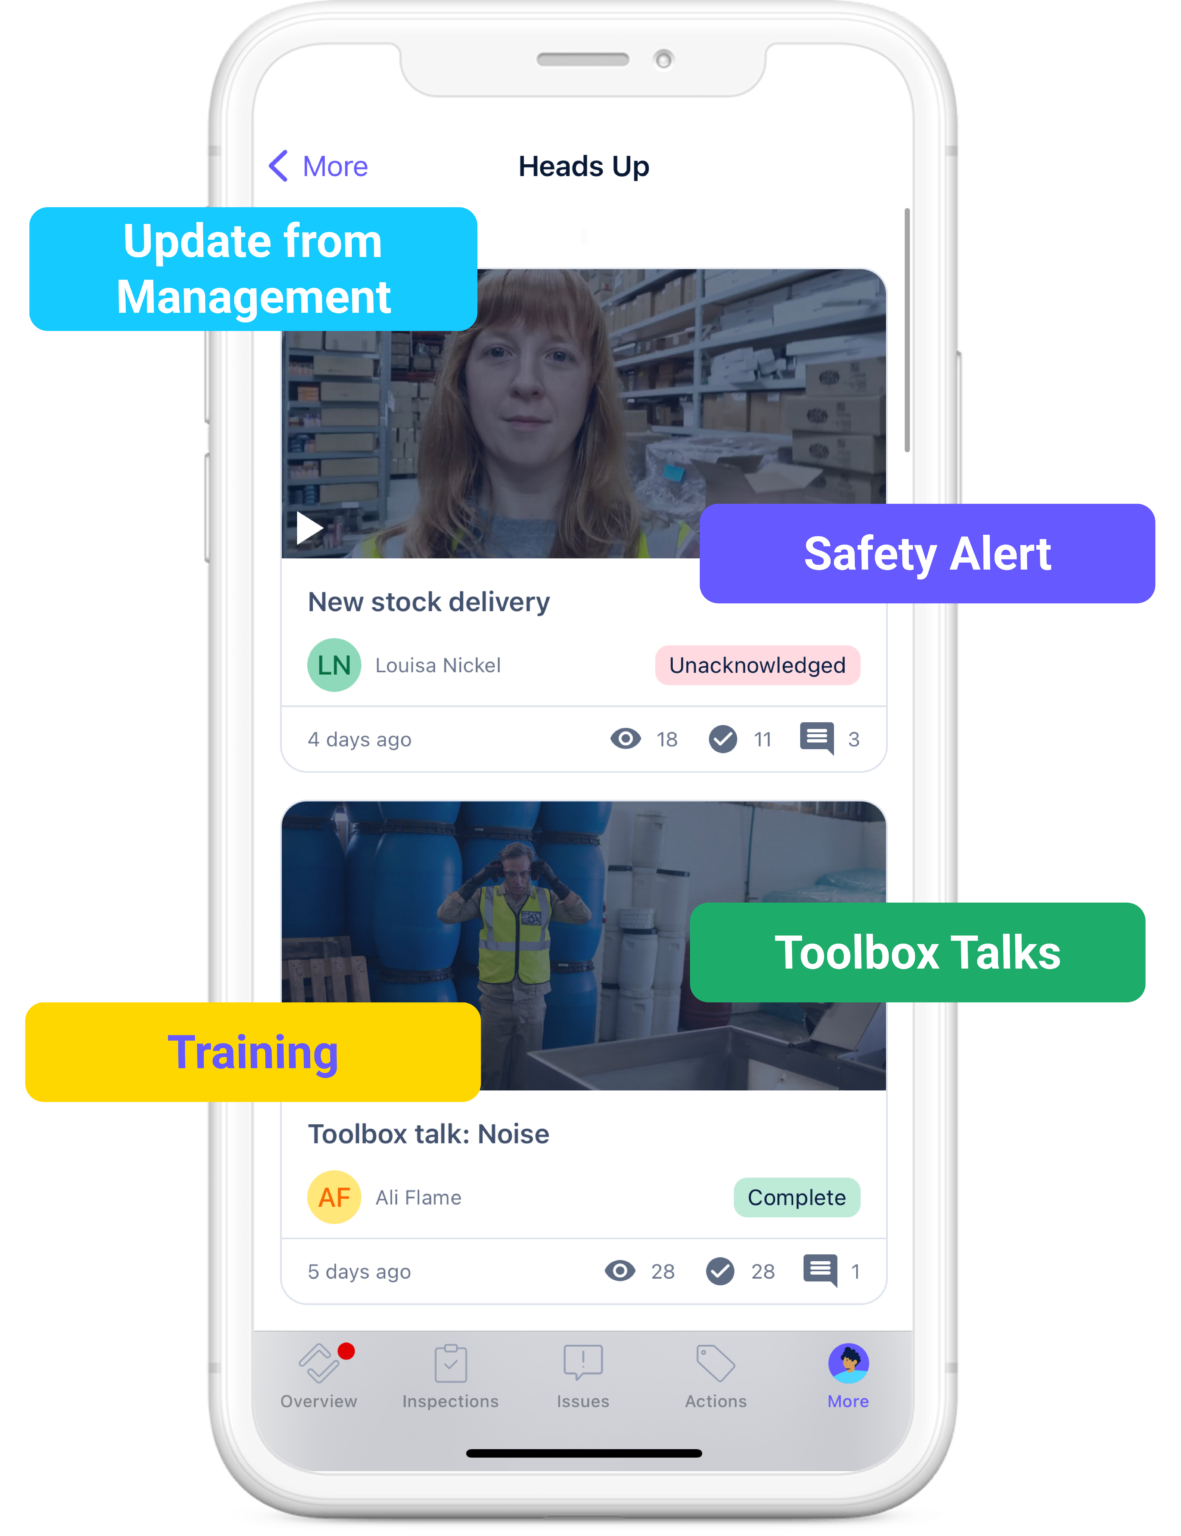 More
Heads Up
Update from
Management
Safety Alert
New stock delivery
LN
Louisa Nickel
Unacknowledged
4 days ago
18
11
3
Toolbox Talks
Training
Toolbox talk: Noise
AF
Ali Flame
Complete
5 days ago
28
28
1
Overview
Inspections
Issues
Actions
More